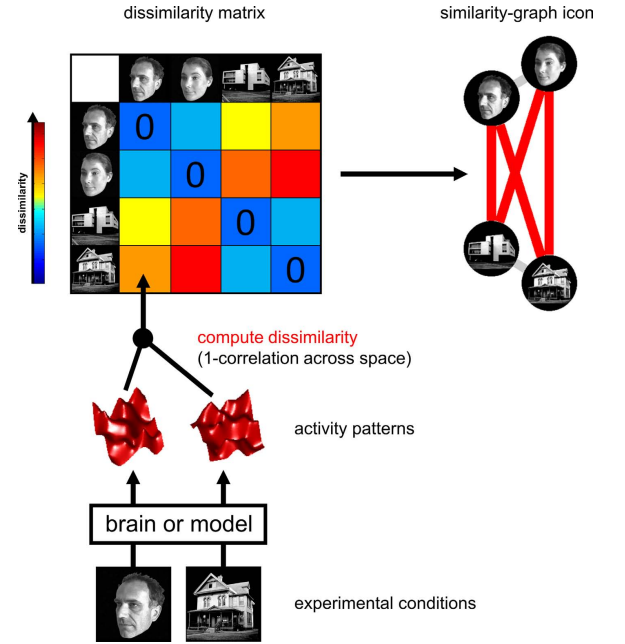 dissimilarity matrix
similarity-graph icon
dissimilarity
0
0
0
0
compute dissimilarity
(1-correlation across space)
activity patterns
brain or model
experimental conditions